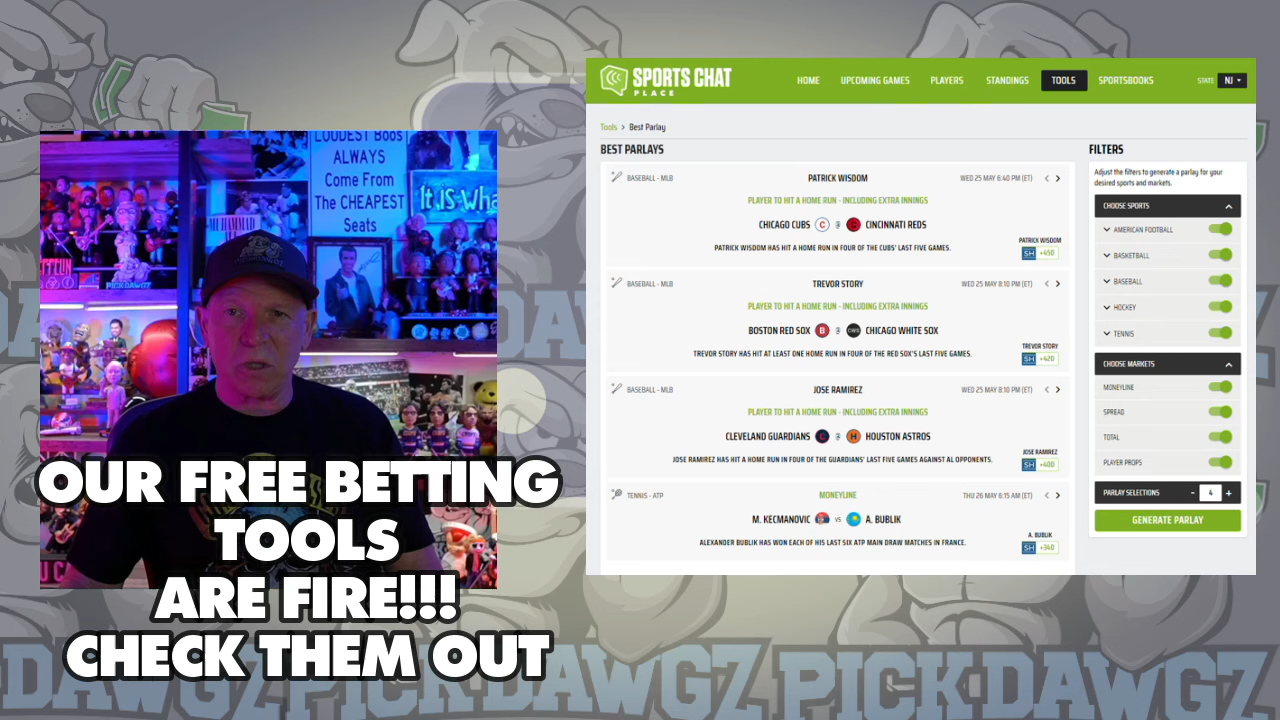 LOUDEST Boos
ALWAYS
Come From
The CHEAPEST
Seats
It is Wha
MUHAMMAD
PICKDAWGZ
OUR FREE BETTING
TOOLS
ARE FIRE!!!
CHECK THEM OUT
SPORTS CHAT
PLACE
HOME
UPCOMING GAMES
PLAYERS
STANDINGS
TOOLS
SPORTSBOOKS
STATE
NJ
Tools > Best Parlay
BEST PARLAYS
BASEBALL - MLB
PATRICK WISDOM
WED 25 MAY 6:40 PM (ET)
PLAYER TO HIT A HOME RUN - INCLUDING EXTRA INNINGS
CHICAGO CUBS C @ CINCINNATI REDS
PATRICK WISDOM HAS HIT A HOME RUN IN FOUR OF THE CUBS' LAST FIVE GAMES.
PATRICK WISDOM
SH +450
BASEBALL - MLB
TREVOR STORY
WED 25 MAY 8:10 PM (ET)
PLAYER TO HIT A HOME RUN - INCLUDING EXTRA INNINGS
BOSTON RED SOX B @ CWS CHICAGO WHITE SOX
TREVOR STORY HAS HIT AT LEAST ONE HOME RUN IN FOUR OF THE RED SOX'S LAST FIVE GAMES.
TREVOR STORY
SH +420
BASEBALL - MLB
JOSE RAMIREZ
WED 25 MAY 8:10 PM (ET)
PLAYER TO HIT A HOME RUN - INCLUDING EXTRA INNINGS
CLEVELAND GUARDIANS C @ H HOUSTON ASTROS
JOSE RAMIREZ HAS HIT A HOME RUN IN FOUR OF THE GUARDIANS' LAST FIVE GAMES AGAINST AL OPPONENTS.
JOSE RAMIREZ
SH +400
TENNIS - ATP
MONEYLINE
THU 26 MAY 6:15 AM (ET)
M. KECMANOVIC VS A. BUBLIK
ALEXANDER BUBLIK HAS WON EACH OF HIS LAST SIX ATP MAIN DRAW MATCHES IN FRANCE.
A. BUBLIK
SH +340
FILTERS
Adjust the filters to generate a parlay for your
desired sports and markets.
CHOOSE SPORTS
AMERICAN FOOTBALL
BASKETBALL
BASEBALL
HOCKEY
TENNIS
CHOOSE MARKETS
MONEYLINE
SPREAD
TOTAL
PLAYER PROPS
PARLAY SELECTIONS - 4 +
GENERATE PARLAY
DAWGZ PICKDAWGZ PICKDAWGZ